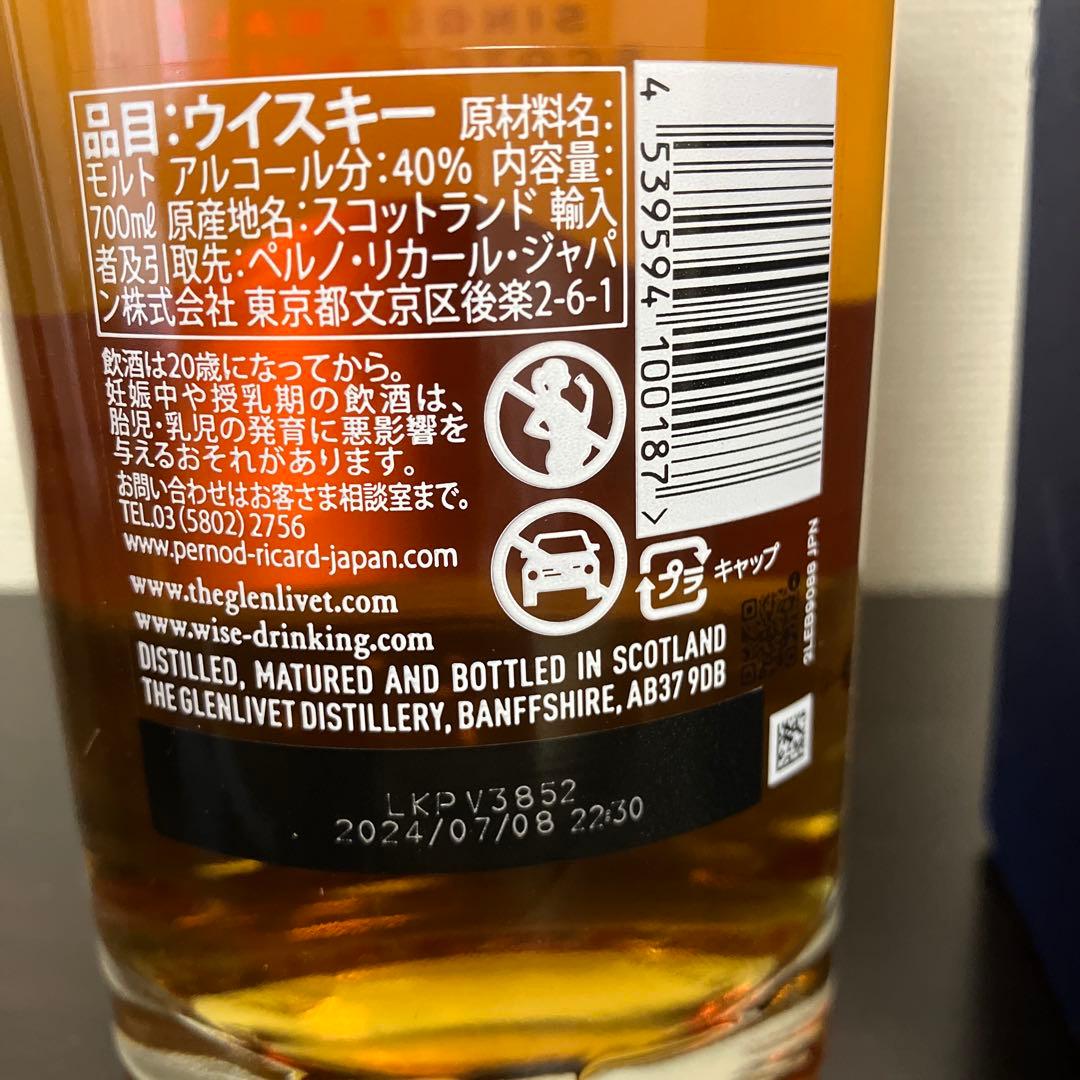 SINGLE MALT
品目:ウイスキー 原材料名:
モルト アルコール分:40% 内容量:
700㎖ 原産地名:スコットランド 輸入
者及引取先:ペルノ・リカール・ジャパ
ン株式会社 東京都文京区後楽2-6-1
飲酒は20歳になってから。
妊娠中や授乳期の飲酒は、
胎児・乳児の発育に悪影響を
与えるおそれがあります。
お問い合わせはお客さま相談室まで。
TEL.03 (5802) 2756
www.pernod-ricard-japan.com
www.theglenlivet.com
www.wise-drinking.com
DISTILLED, MATURED AND BOTTLED IN SCOTLAND
THE GLENLIVET DISTILLERY, BANFFSHIRE, AB37 9DB
LKPV3852
2024/07/08 22:30
4 539594 100187 >
プラ キャップ